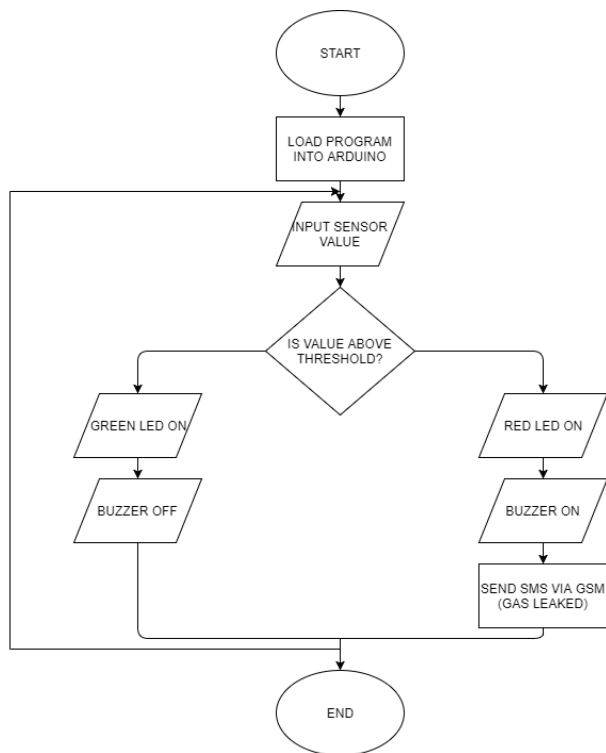 START
LOAD PROGRAM
INTO ARDUINO
INPUT SENSOR
VALUE
IS VALUE ABOVE
THRESHOLD?
GREEN LED ON
BUZZER OFF
RED LED ON
BUZZER ON
SEND SMS VIA GSM
(GAS LEAKED)
END